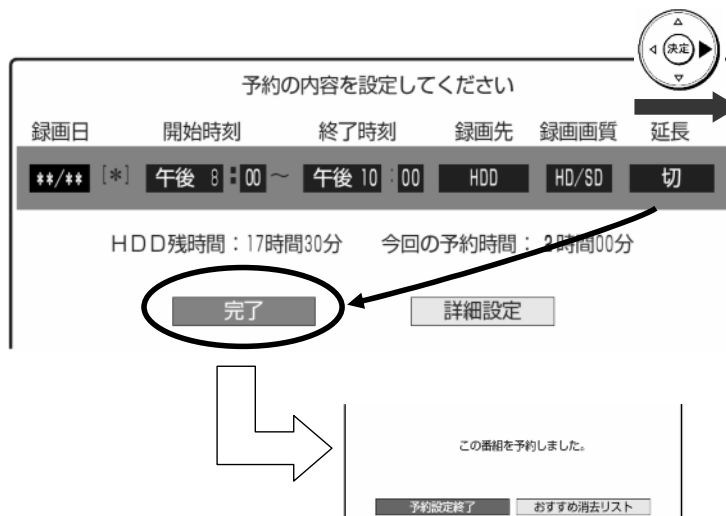 決定
予約の内容を設定してください
録画日 開始時刻 終了時刻 録画先 録画画質 延長
**/** [*] 午後 8:00 ~ 午後 10:00 HDD HD/SD 切
HDD残時間：17時間30分 今回の予約時間：2時間00分
完了 詳細設定
この番組を予約しました。
予約設定終了 おすすめ消去リスト